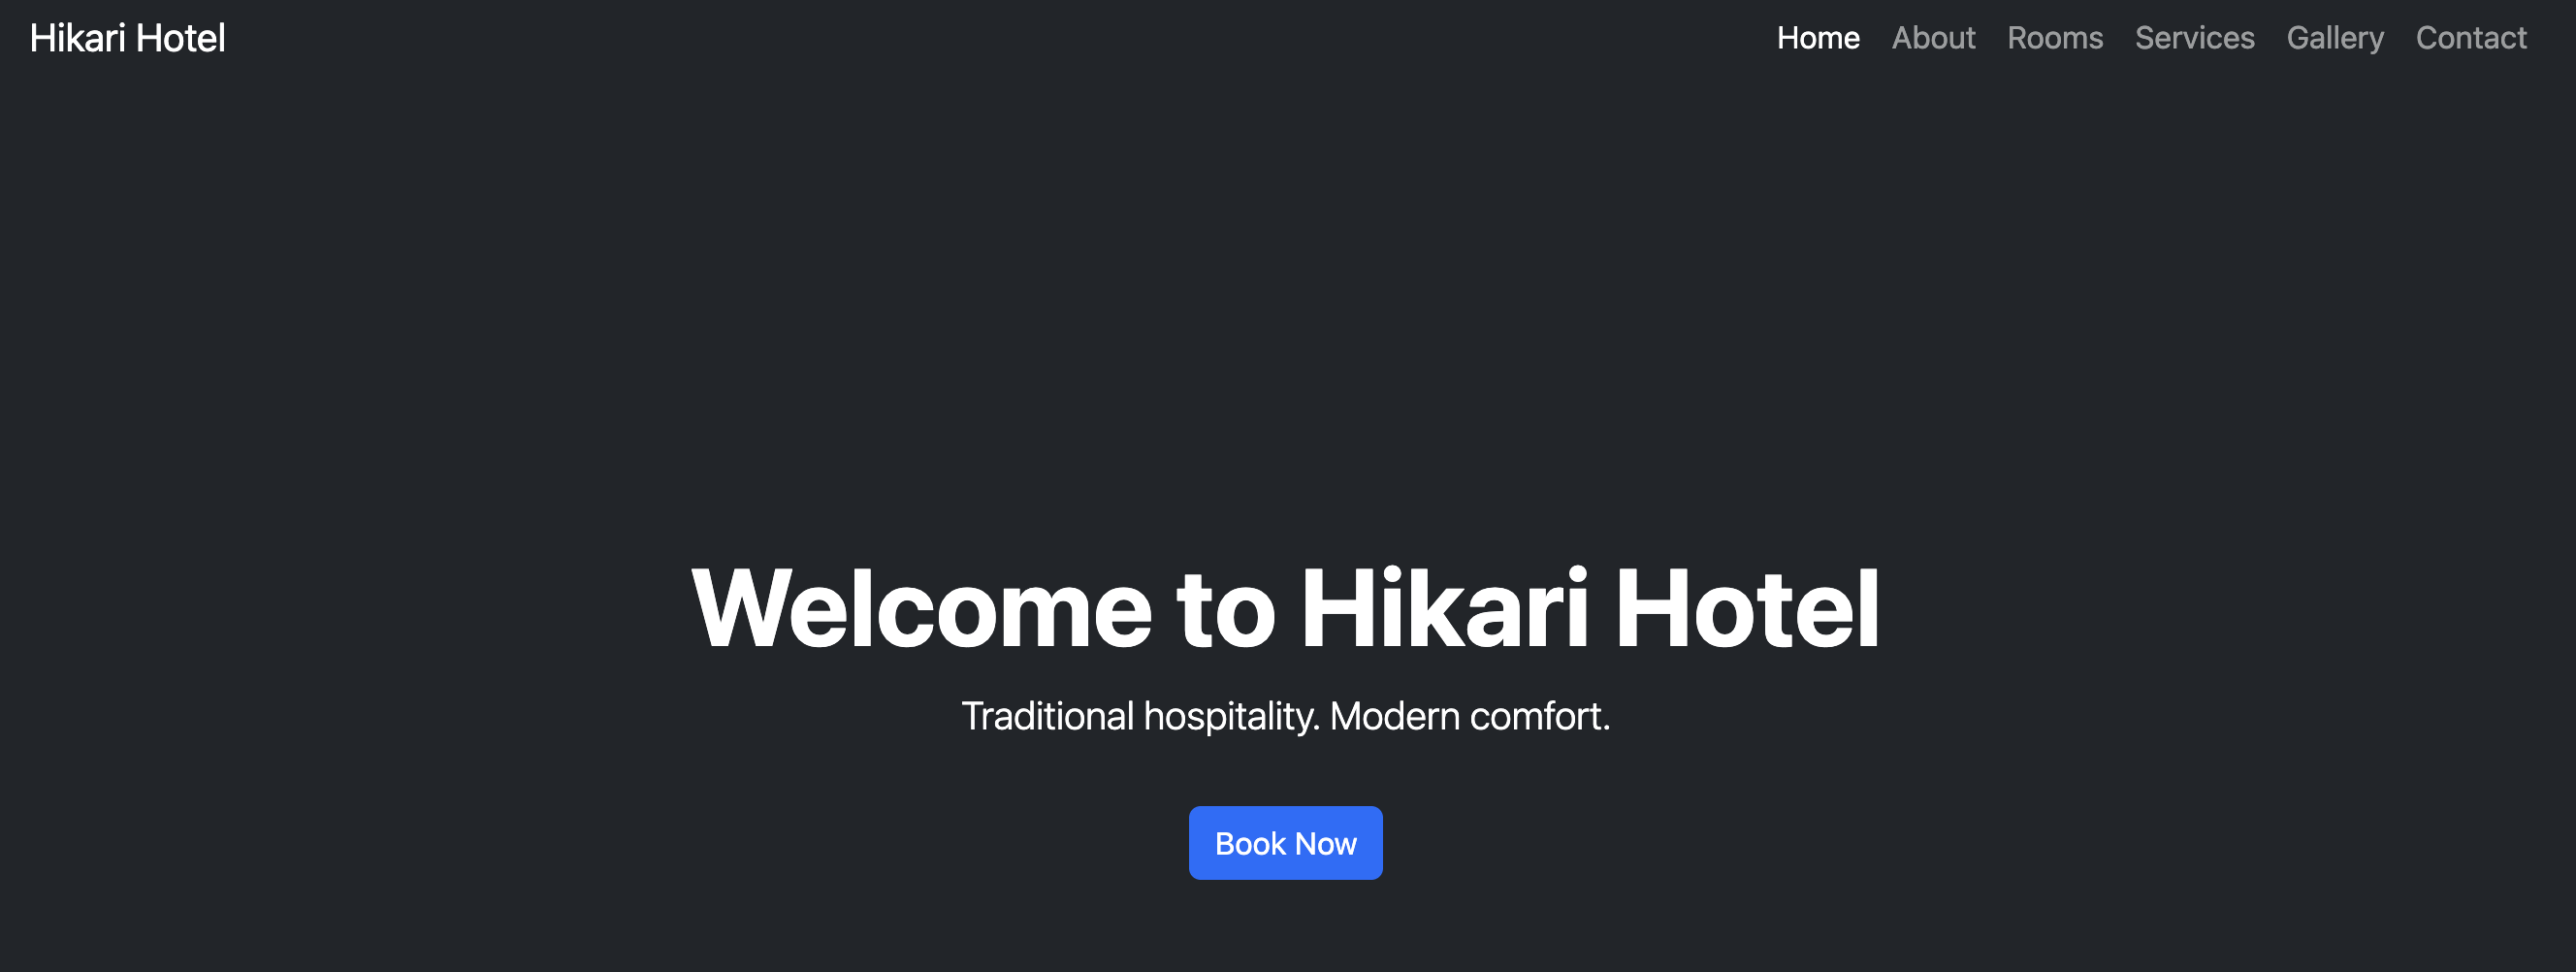 Hikari Hotel
Home About Rooms Services Gallery Contact
Welcome to Hikari Hotel
Traditional hospitality. Modern comfort.
Book Now